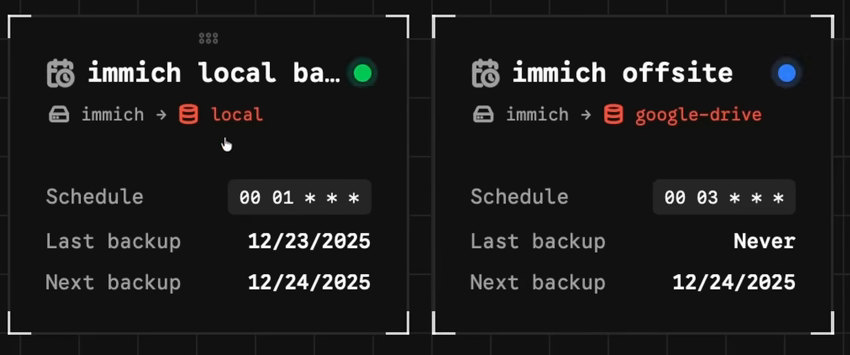 immich local ba…
immich → local
Schedule 00 01 * * *
Last backup 12/23/2025
Next backup 12/24/2025
immich offsite
immich → google-drive
Schedule 00 03 * * *
Last backup Never
Next backup 12/24/2025